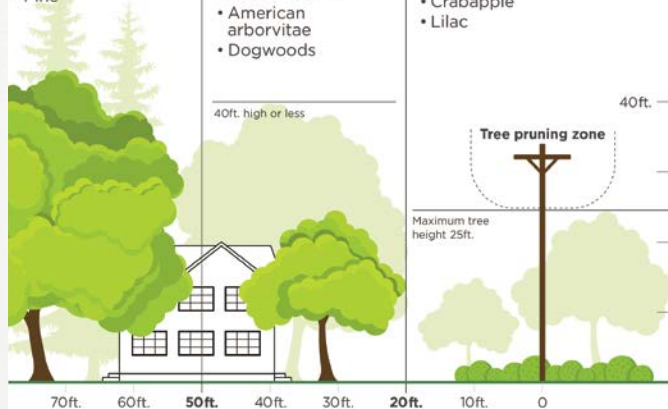 • American
arborvitae
• Dogwoods
• Crabapple
• Lilac
40ft. high or less
40ft.
Tree pruning zone
Maximum tree
height 25ft.
70ft. 60ft. 50ft. 40ft. 30ft. 20ft. 10ft. 0